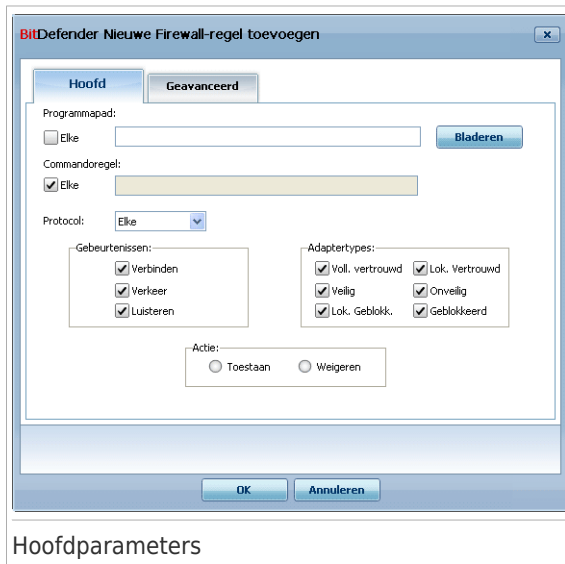 BitDefender Nieuwe Firewall-regel toevoegen
Hoofd
Geavanceerd
Programmapad:
Elke
Bladeren
Commandoregel:
Elke
Protocol: Elke
Gebeurtenissen:
Verbinden
Verkeer
Luisteren
Adaptertypes:
Voll. vertrouwd Lok. Vertrouwd
Veilig Onveilig
Lok. Geblokk. Geblokkeerd
Actie:
Toestaan Weigeren
OK Annuleren
Hoofdparameters